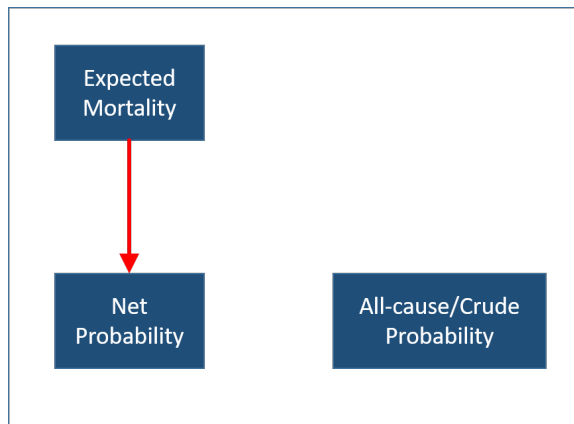 Expected
Mortality
Net
Probability
All-cause/Crude
Probability